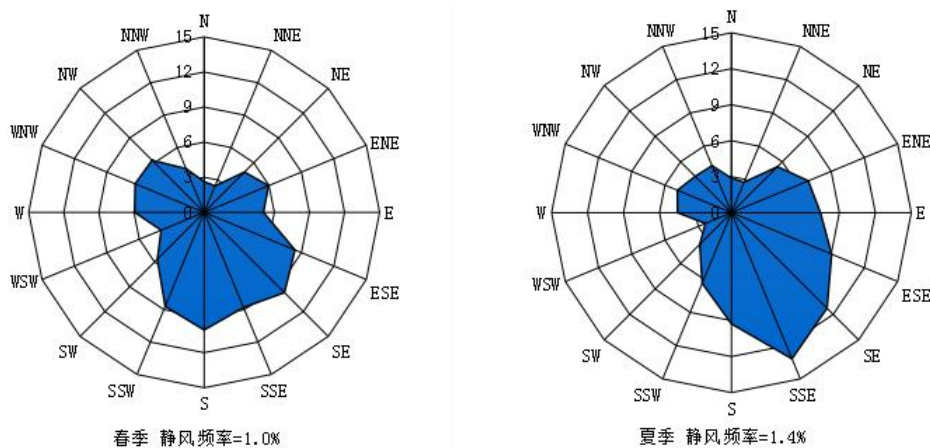 N
NNW
NNE
NW
NE
WNW
ENE
W
E
WSW
ESE
SW
SE
SSW
SSE
S
15
12
9
6
3
0
春季 静风频率=1.0%
N
NNW
NNE
NW
NE
WNW
ENE
W
E
WSW
ESE
SW
SE
SSW
SSE
S
15
12
9
6
3
0
夏季 静风频率=1.4%